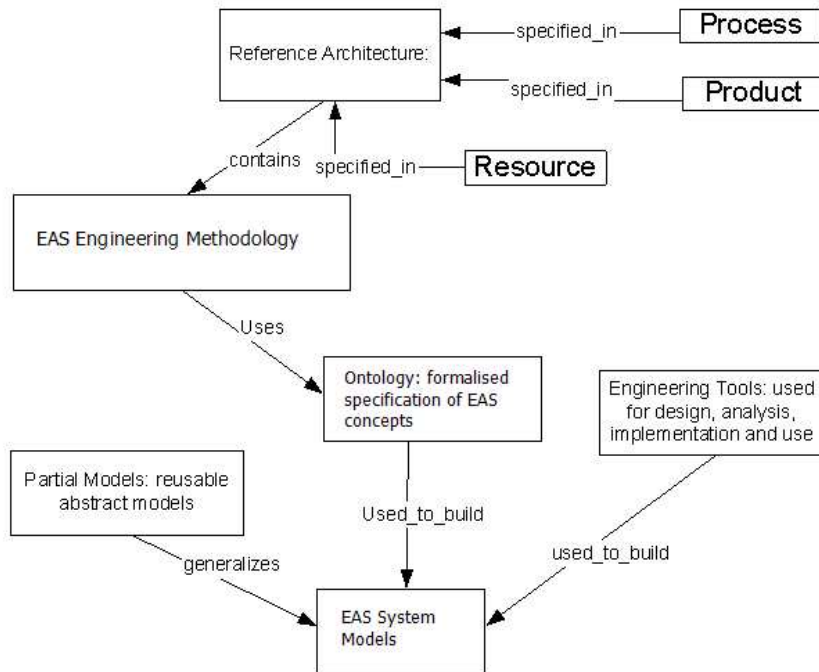 Process
specified_in
Reference Architecture:
specified_in
Product
contains
specified_in
Resource
EAS Engineering Methodology
Uses
Ontology: formalised
specification of EAS
concepts
Engineering Tools: used
for design, analysis,
implementation and use
Partial Models: reusable
abstract models
Used_to_build
generalizes
used_to_build
EAS System
Models